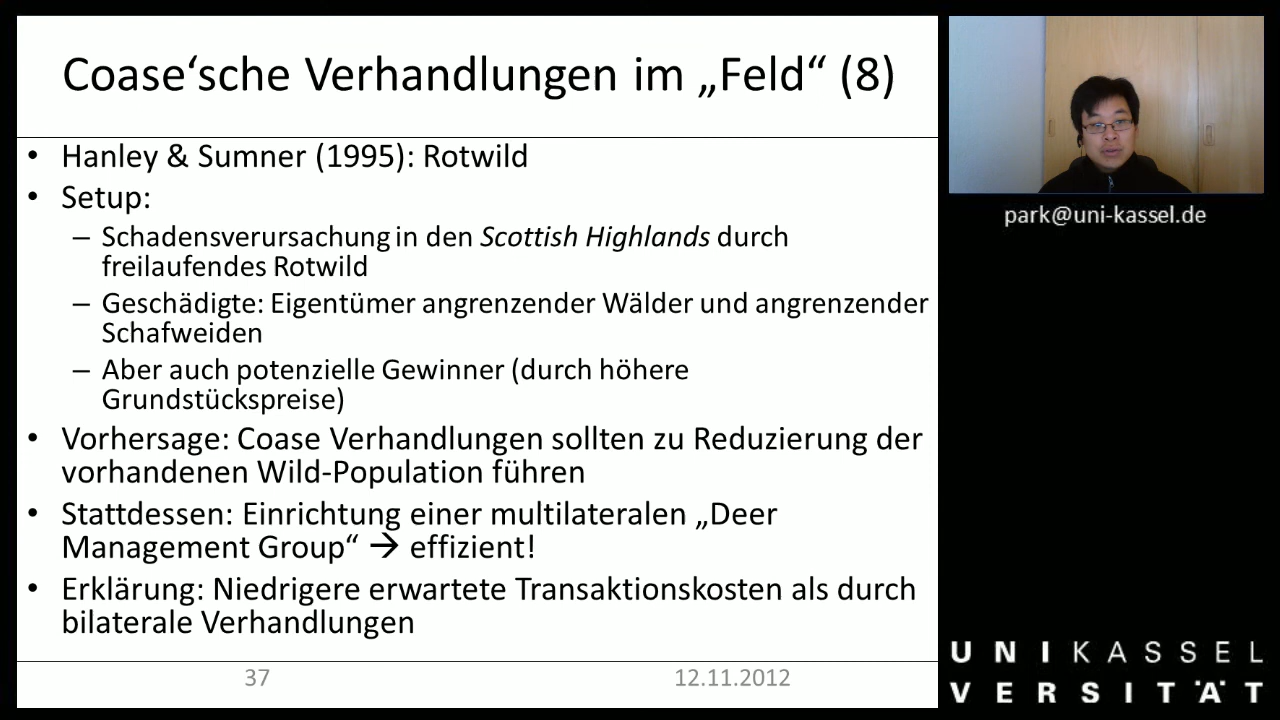 Coase‘sche Verhandlungen im „Feld“ (8)
• Hanley & Sumner (1995): Rotwild
• Setup:
– Schadensverursachung in den Scottish Highlands durch
freilaufendes Rotwild
– Geschädigte: Eigentümer angrenzender Wälder und angrenzender
Schafweiden
– Aber auch potenzielle Gewinner (durch höhere
Grundstückspreise)
• Vorhersage: Coase Verhandlungen sollten zu Reduzierung der
vorhandenen Wild-Population führen
• Stattdessen: Einrichtung einer multilateralen „Deer
Management Group“ → effizient!
• Erklärung: Niedrigere erwartete Transaktionskosten als durch
bilaterale Verhandlungen
37
12.11.2012
park@uni-kassel.de
UNIKASSEL
VERSITÄT